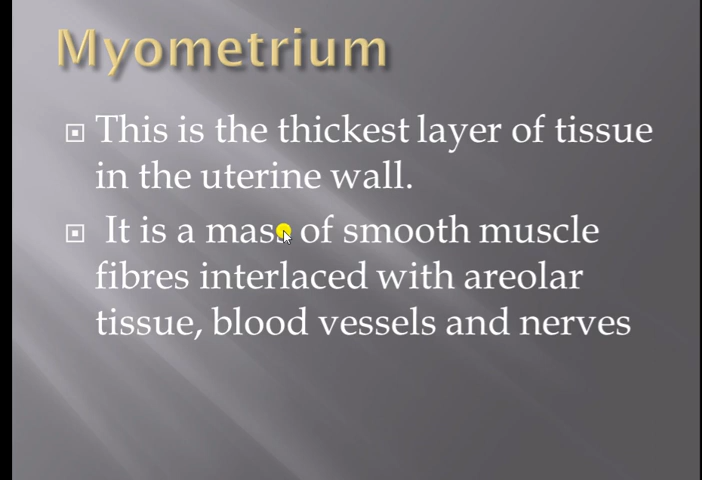 Myometrium
This is the thickest layer of tissue
in the uterine wall.
It is a mass of smooth muscle
fibres interlaced with areolar
tissue, blood vessels and nerves